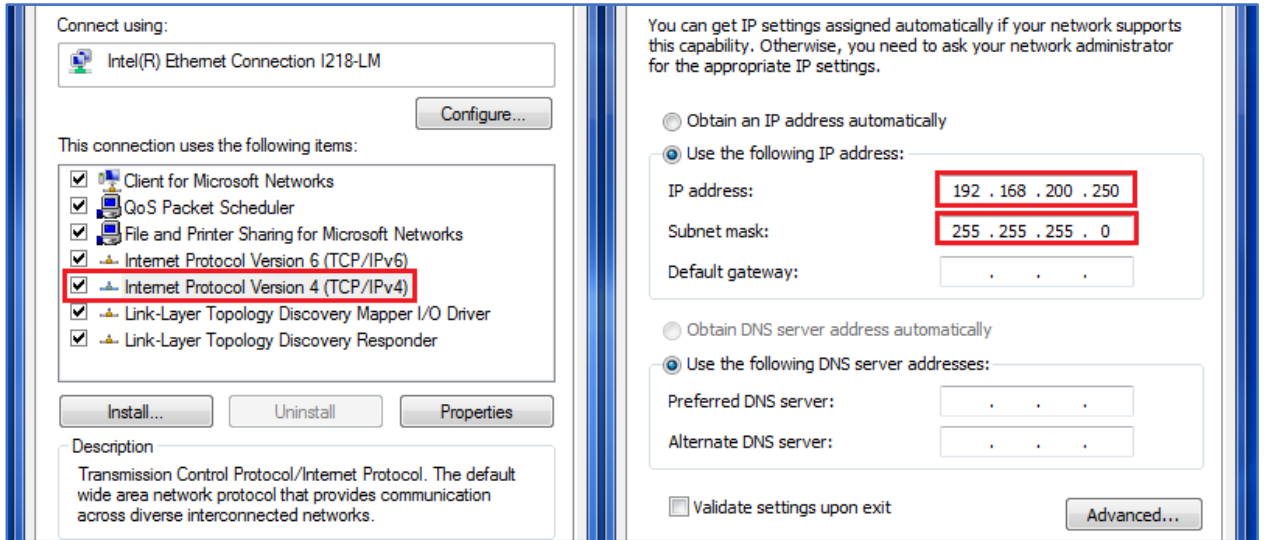 Connect using:
Intel(R) Ethernet Connection I218-LM
Configure...
This connection uses the following items:
Client for Microsoft Networks
QoS Packet Scheduler
File and Printer Sharing for Microsoft Networks
Internet Protocol Version 6 (TCP/IPv6)
Internet Protocol Version 4 (TCP/IPv4)
Link-Layer Topology Discovery Mapper I/O Driver
Link-Layer Topology Discovery Responder
Install...
Uninstall
Properties
Description
Transmission Control Protocol/Internet Protocol. The default
wide area network protocol that provides communication
across diverse interconnected networks.
You can get IP settings assigned automatically if your network supports
this capability. Otherwise, you need to ask your network administrator
for the appropriate IP settings.
Obtain an IP address automatically
Use the following IP address:
IP address: 192 . 168 . 200 . 250
Subnet mask: 255 . 255 . 255 . 0
Default gateway: . . .
Obtain DNS server address automatically
Use the following DNS server addresses:
Preferred DNS server: . . .
Alternate DNS server: . . .
Validate settings upon exit
Advanced...